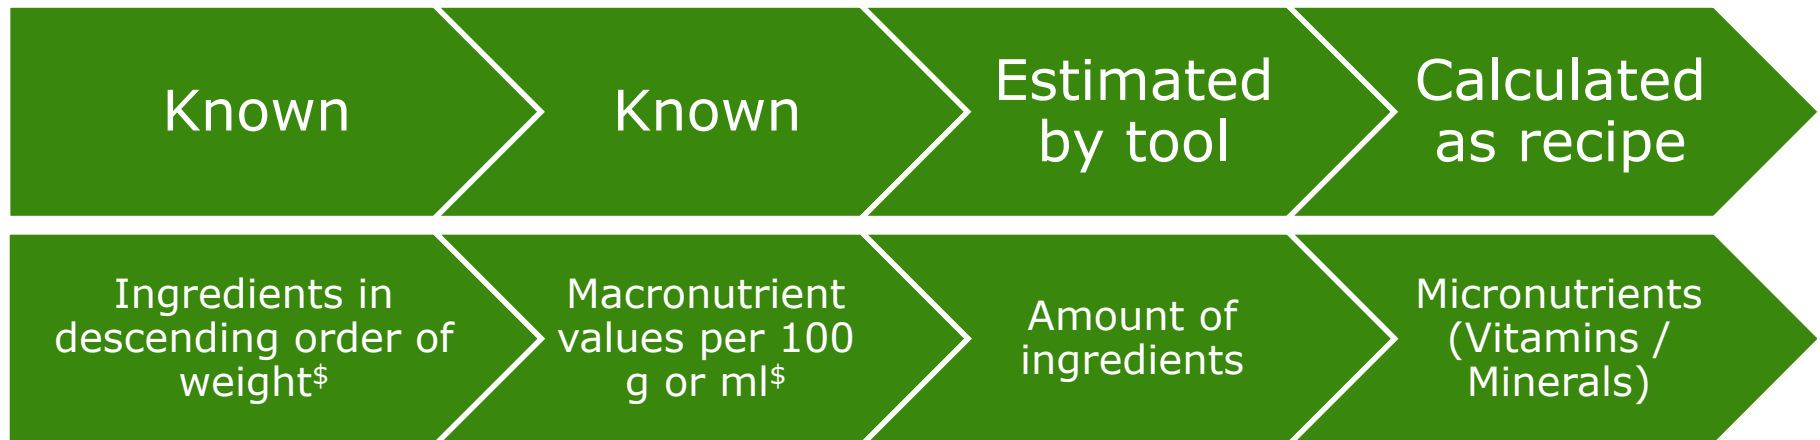 Known
Known
Estimated
by tool
Calculated
as recipe
Ingredients in
descending order of
weight$
Macronutrient
values per 100
g or ml$
Amount of
ingredients
Micronutrients
(Vitamins /
Minerals)